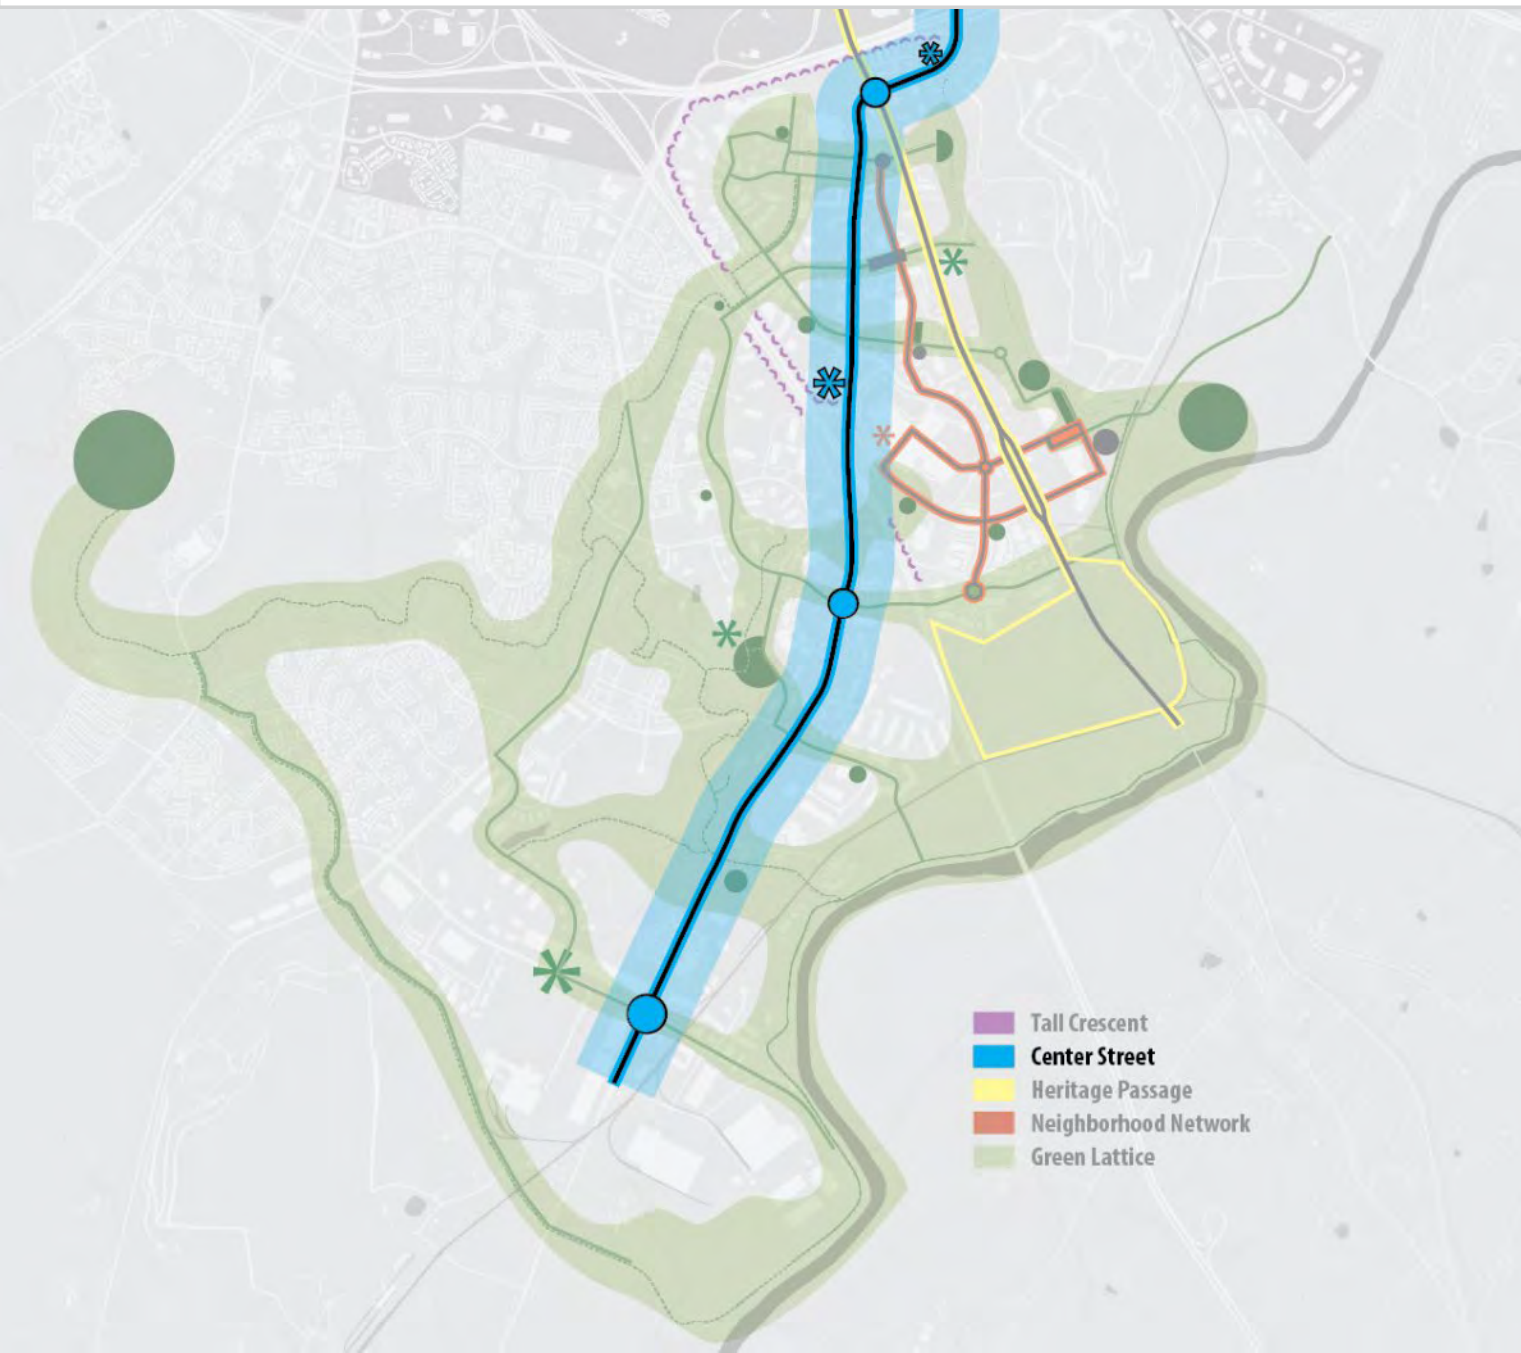 Tall Crescent
Center Street
Heritage Passage
Neighborhood Network
Green Lattice